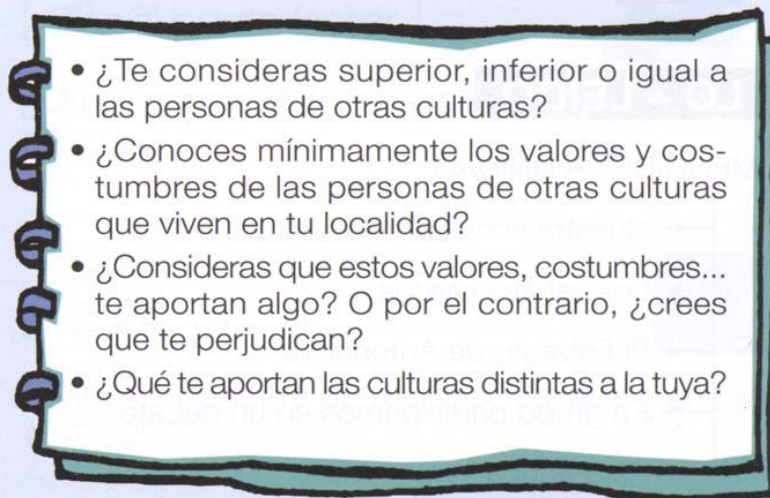 • ¿Te consideras superior, inferior o igual a
las personas de otras culturas?
• ¿Conoces mínimamente los valores y cos-
tumbres de las personas de otras culturas
que viven en tu localidad?
• ¿Consideras que estos valores, costumbres...
te aportan algo? O por el contrario, ¿crees
que te perjudican?
• ¿Qué te aportan las culturas distintas a la tuya?